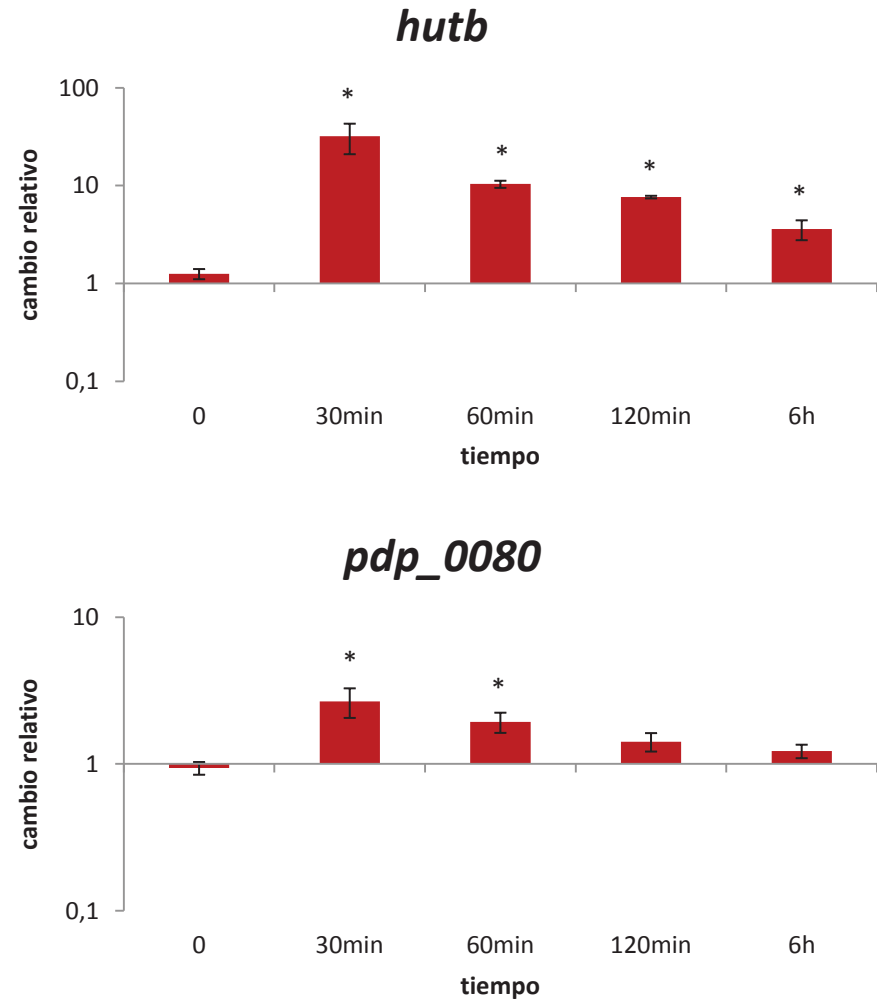 hutb
100
*
*
*
*
10
1
0,1
cambio relativo
0 30min 60min 120min 6h
tiempo
pdp_0080
10
*
*
1
0,1
cambio relativo
0 30min 60min 120min 6h
tiempo